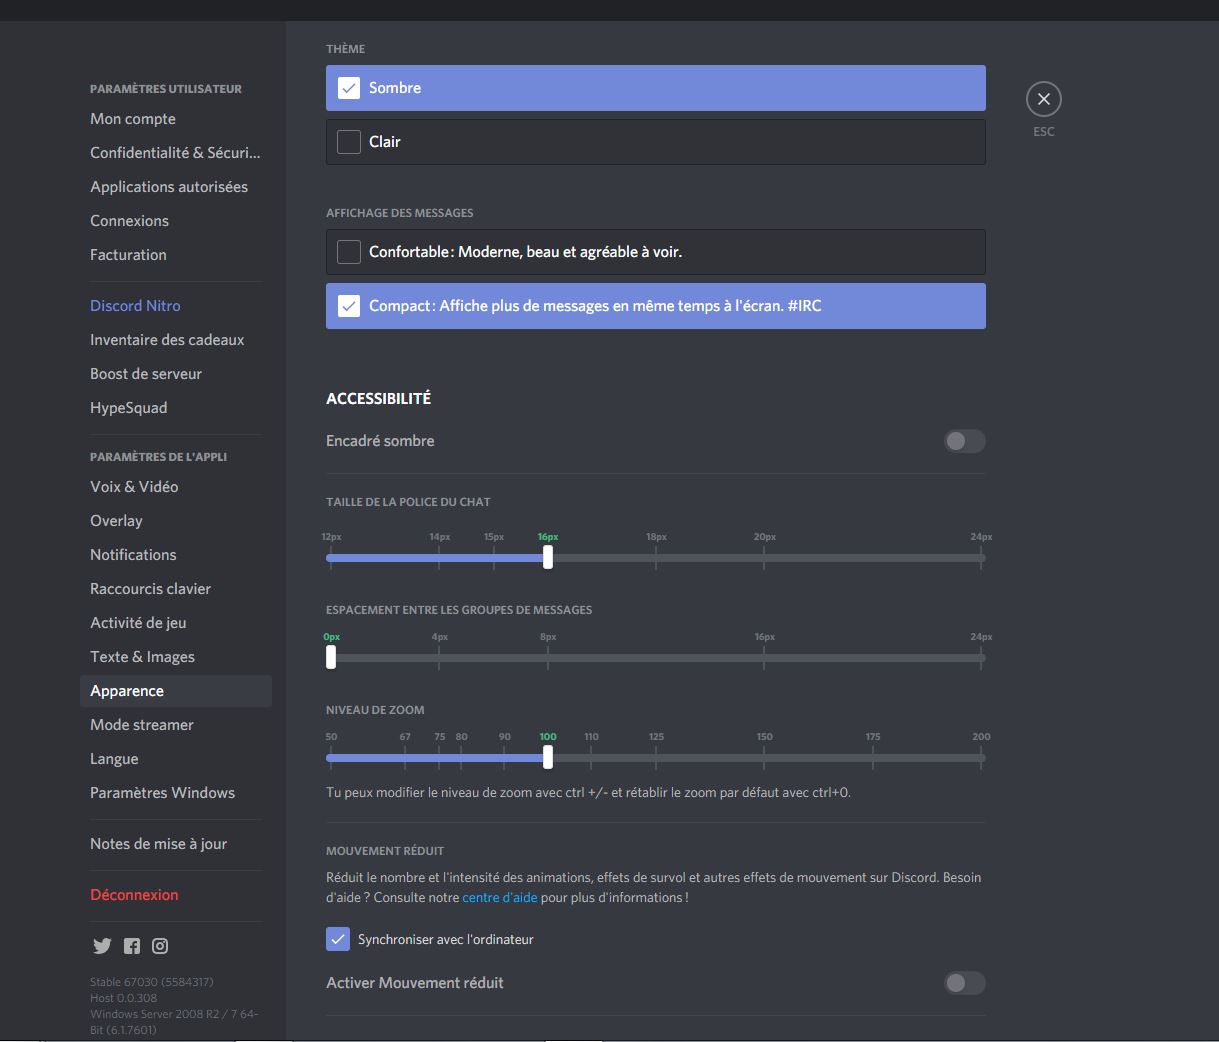 PARAMÈTRES UTILISATEUR
Mon compte
Confidentialité & Sécuri...
Applications autorisées
Connexions
Facturation
Discord Nitro
Inventaire des cadeaux
Boost de serveur
HypeSquad
PARAMÈTRES DE L'APPLI
Voix & Vidéo
Overlay
Notifications
Raccourcis clavier
Activité de jeu
Texte & Images
Apparence
Mode streamer
Langue
Paramètres Windows
Notes de mise à jour
Déconnexion
Stable 67030 (5584317)
Host 0.0.308
Windows Server 2008 R2 / 7 64-
Bit (6.1.7601)
THÈME
Sombre
Clair
AFFICHAGE DES MESSAGES
Confortable : Moderne, beau et agréable à voir.
Compact : Affiche plus de messages en même temps à l'écran. #IRC
ACCESSIBILITÉ
Encadré sombre
TAILLE DE LA POLICE DU CHAT
12px 14px 15px 16px 18px 20px 24px
ESPACEMENT ENTRE LES GROUPES DE MESSAGES
0px 4px 8px 16px 24px
NIVEAU DE ZOOM
50 67 75 80 90 100 110 125 150 175 200
Tu peux modifier le niveau de zoom avec ctrl +/- et rétablir le zoom par défaut avec ctrl+0.
MOUVEMENT RÉDUIT
Réduit le nombre et l'intensité des animations, effets de survol et autres effets de mouvement sur Discord. Besoin
d'aide ? Consulte notre centre d'aide pour plus d'informations !
Synchroniser avec l'ordinateur
Activer Mouvement réduit
ESC